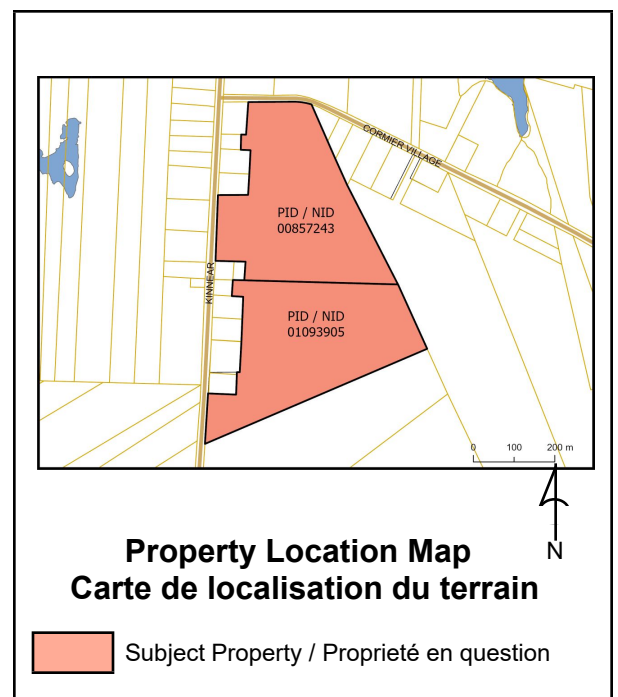 CORMIER VILLAGE
PID / NID
00857243
KINNEAR
PID / NID
01093905
0 100 200 m
N
Property Location Map
Carte de localisation du terrain
Subject Property / Proprieté en question